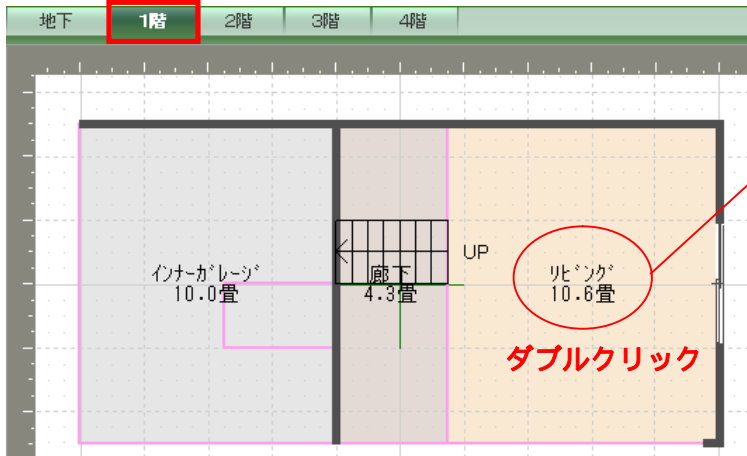 地下 1階 2階 3階 4階
UP
インナーガレージ
10.0畳
廊下
4.3畳
リビング
10.6畳
ダブルクリック